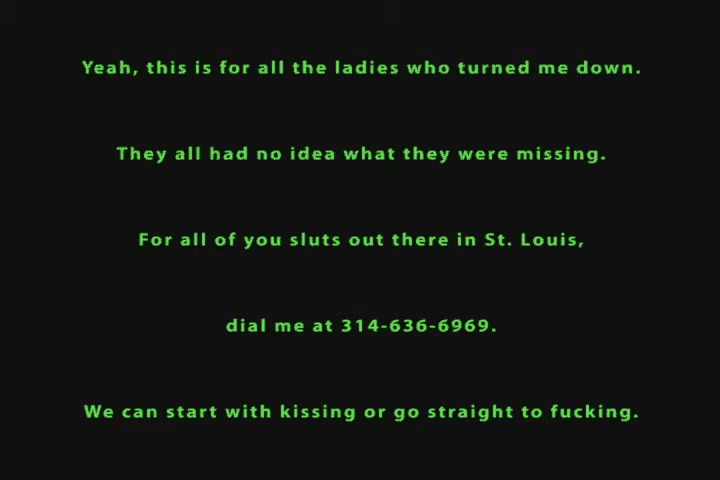 Yeah, this is for all the ladies who turned me down.
They all had no idea what they were missing.
For all of you sluts out there in St. Louis,
dial me at 314-636-6969.
We can start with kissing or go straight to fucking.